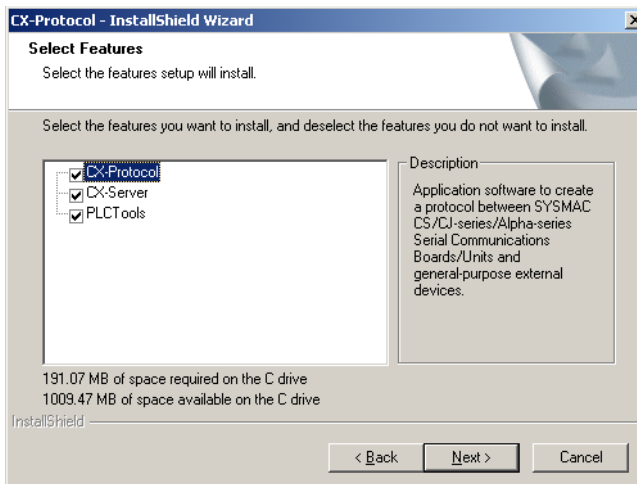 CX-Protocol - InstallShield Wizard
Select Features
Select the features setup will install.
Select the features you want to install, and deselect the features you do not want to install.
CX-Protocol
CX-Server
PLCTools
Description
Application software to create
a protocol between SYSMAC
CS/CJ-series/Alpha-series
Serial Communications
Boards/Units and
general-purpose external
devices.
191.07 MB of space required on the C drive
1009.47 MB of space available on the C drive
InstallShield
< Back
Next >
Cancel